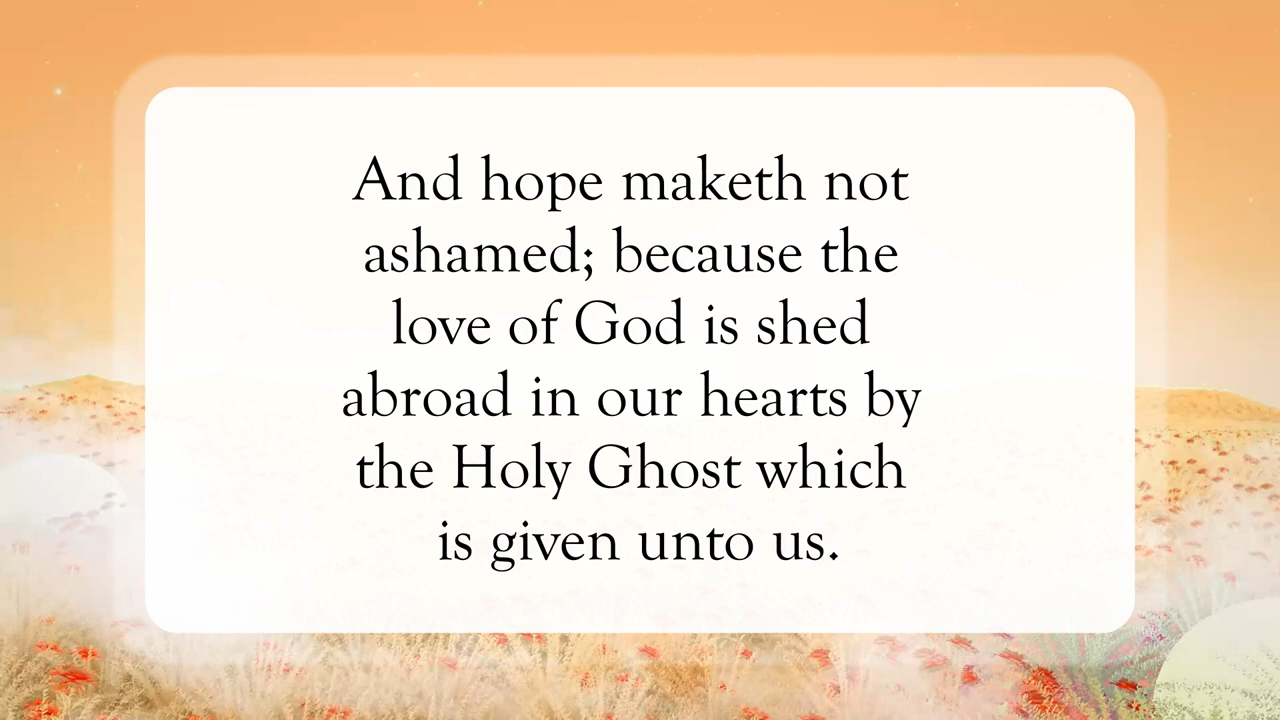 And hope maketh not
ashamed; because the
love of God is shed
abroad in our hearts by
the Holy Ghost which
is given unto us.